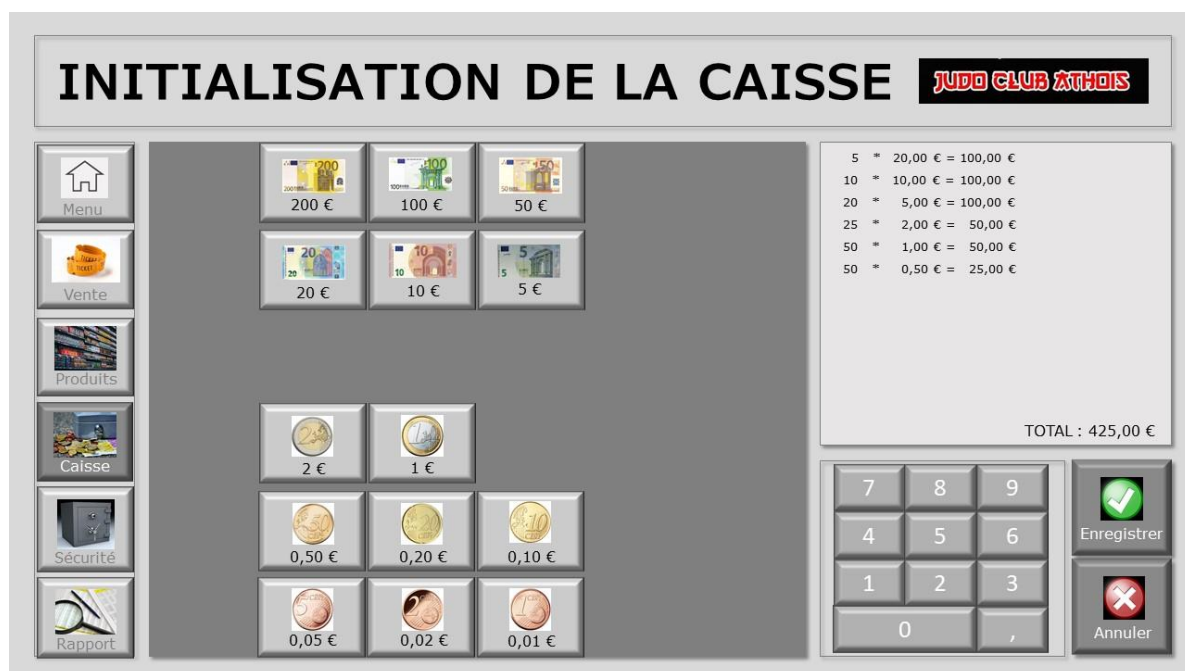 INITIALISATION DE LA CAISSE
JUDO CLUB ATHOIS
Menu
Vente
Produits
Caisse
Sécurité
Rapport
200 €
100 €
50 €
20 €
10 €
5 €
2 €
1 €
0,50 €
0,20 €
0,10 €
0,05 €
0,02 €
0,01 €
5 * 20,00 € = 100,00 €
10 * 10,00 € = 100,00 €
20 * 5,00 € = 100,00 €
25 * 2,00 € = 50,00 €
50 * 1,00 € = 50,00 €
50 * 0,50 € = 25,00 €
TOTAL : 425,00 €
7 8 9
4 5 6
1 2 3
0 ,
Enregistrer
Annuler